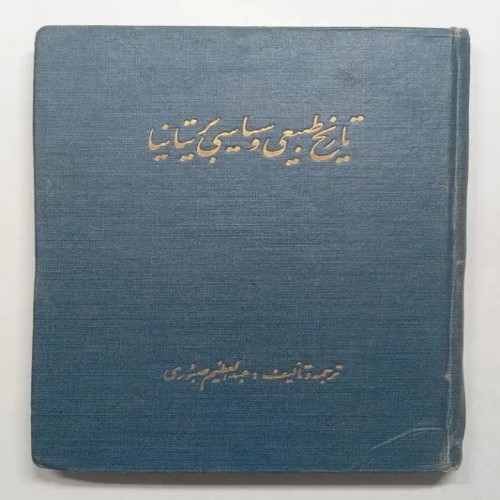 تاریخ طبیعی و سیاسی بریتانیا
ترجمه و تألیف ، عبدالعظیم صبوری